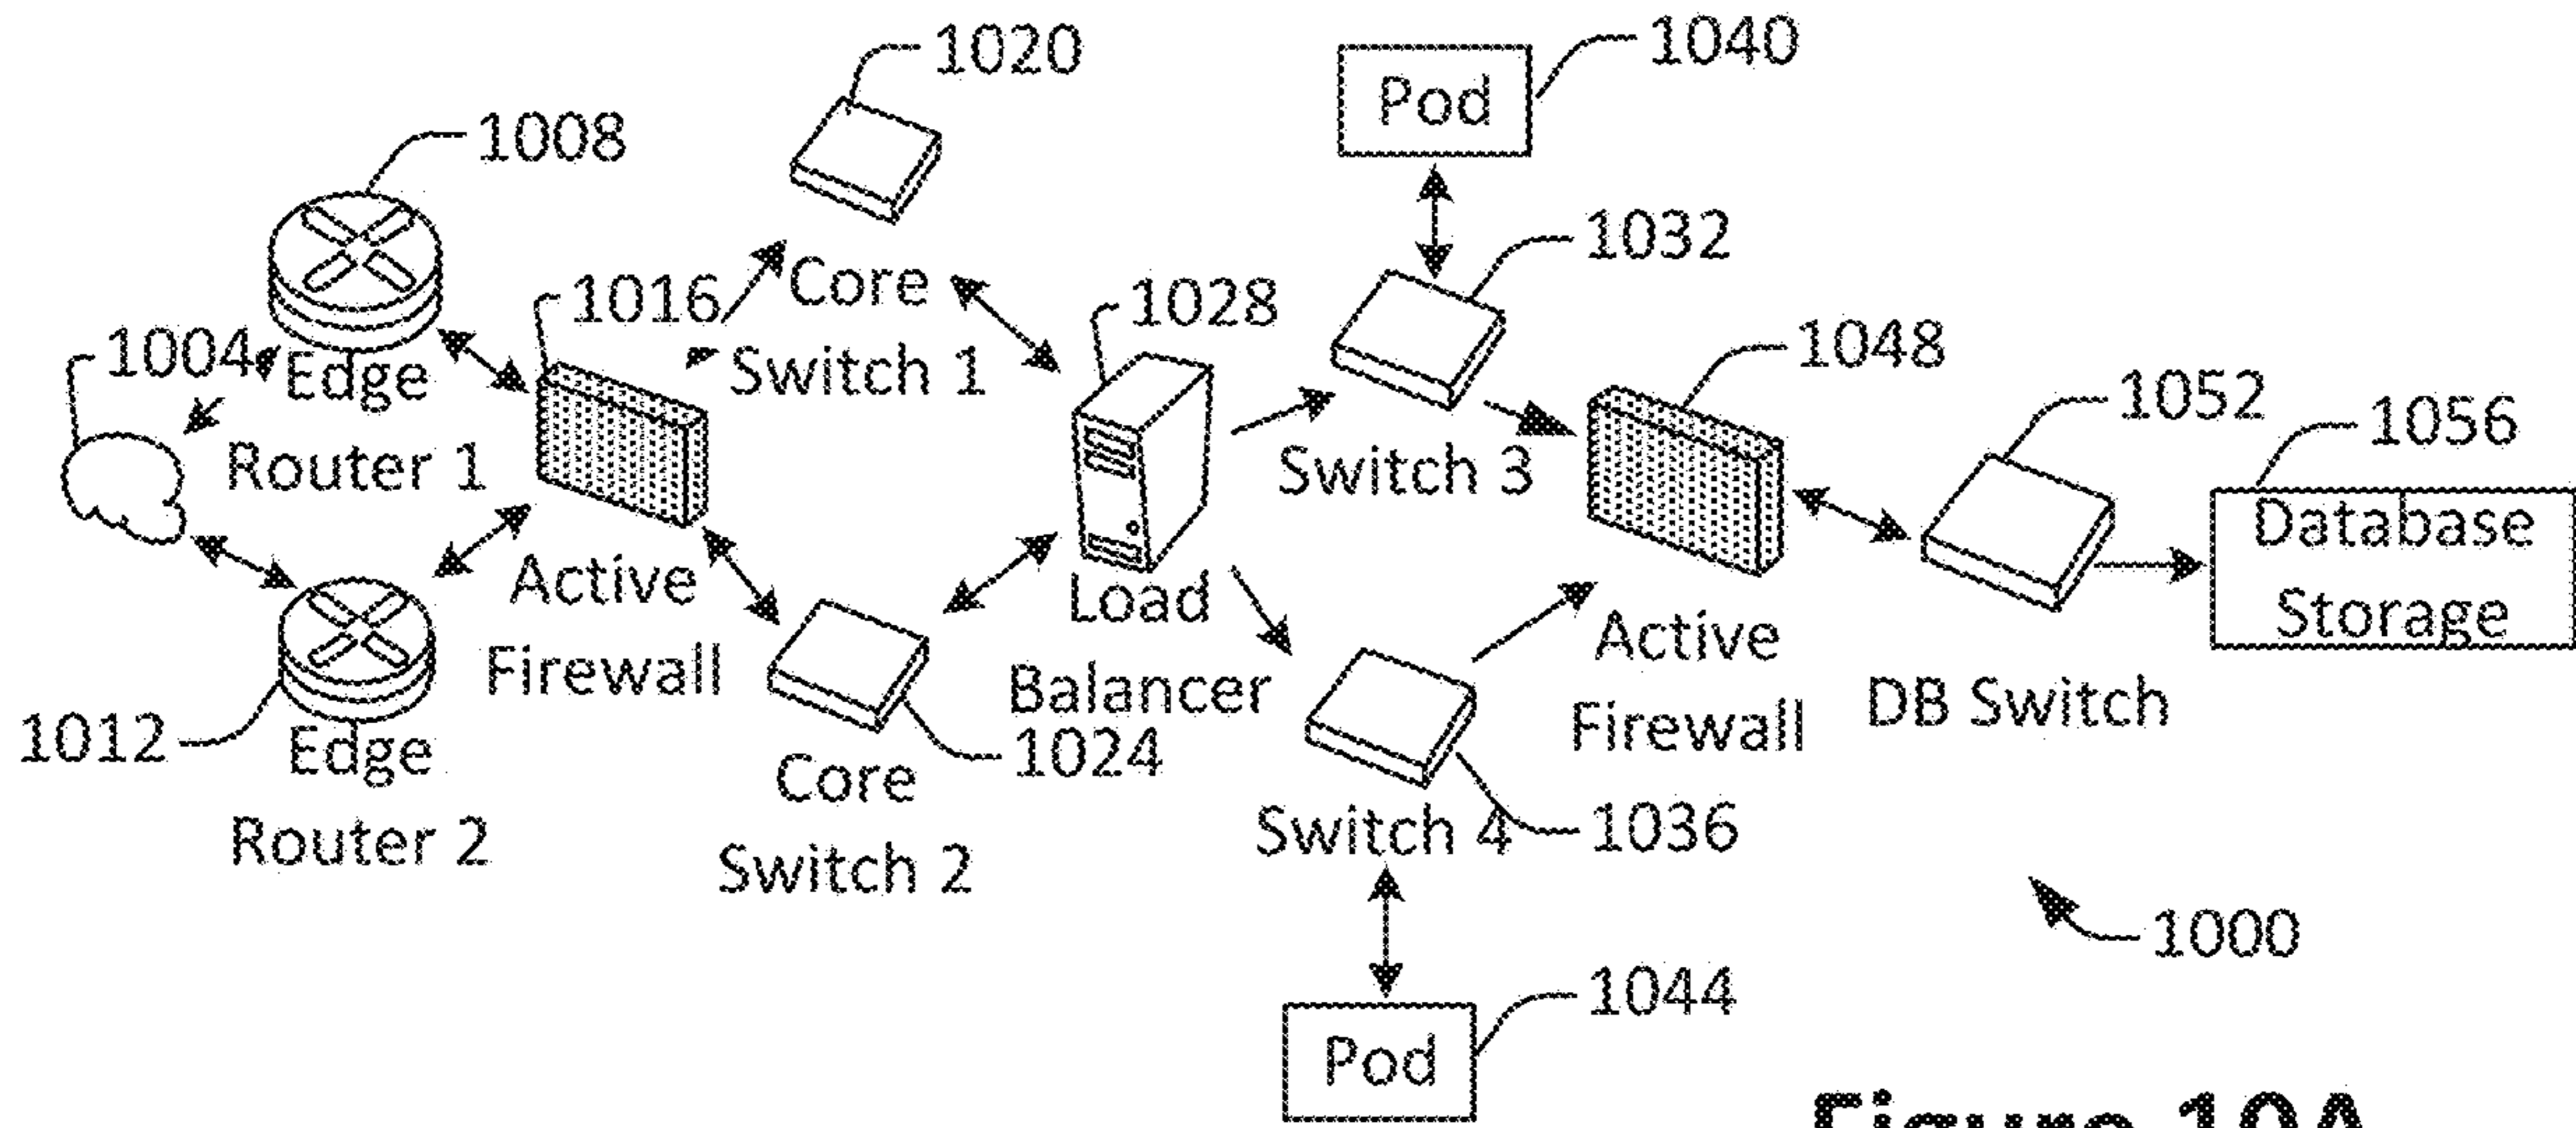 1020
1040
Pod
1008
1032
Core
Switch 1
1016
1028
1004
Edge
Router 1
1048
1052
1056
Switch 3
Database
Storage
Active
Firewall
Load
Balancer
Active
Firewall
DB Switch
1012
Edge
Router 2
1024
Core
Switch 2
Switch 4
1036
1000
1044
Pod
Figure 10A